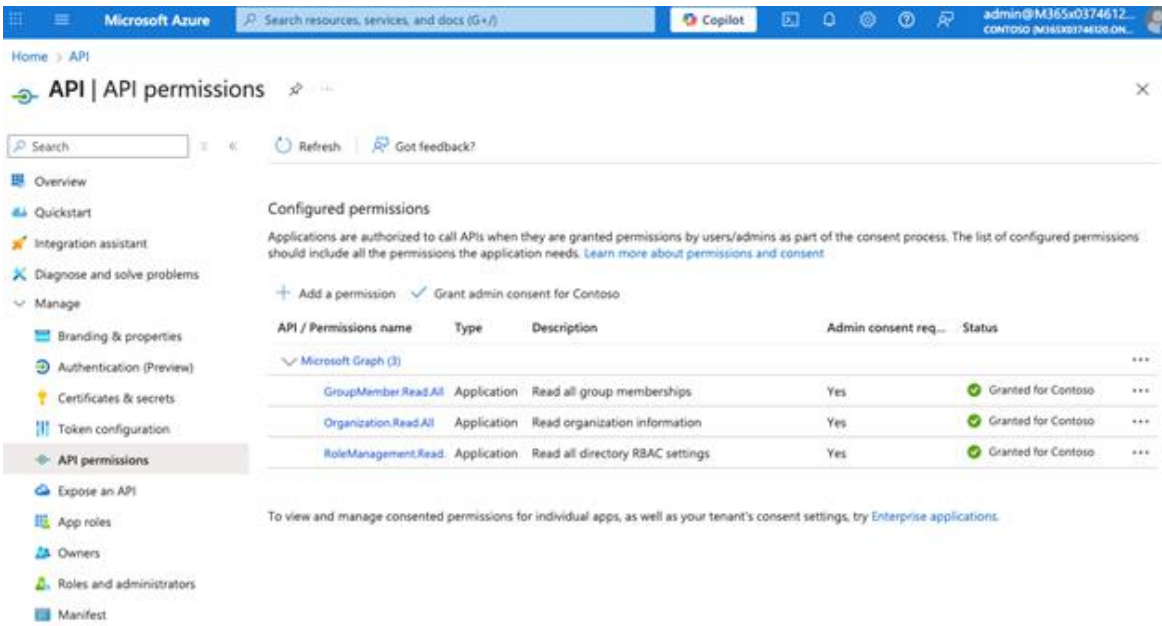 Microsoft Azure
Search resources, services, and docs (G+/)
Copilot
admin@M365x0374612...
CONTOSO (M365X03746120.ON...
Home > API
API | API permissions
Search
Refresh
Got feedback?
Overview
Quickstart
Integration assistant
Diagnose and solve problems
Manage
Branding & properties
Authentication (Preview)
Certificates & secrets
Token configuration
API permissions
Expose an API
App roles
Owners
Roles and administrators
Manifest
Configured permissions
Applications are authorized to call APIs when they are granted permissions by users/admins as part of the consent process. The list of configured permissions
should include all the permissions the application needs. Learn more about permissions and consent
Add a permission Grant admin consent for Contoso
API / Permissions name Type Description Admin consent req... Status
Microsoft Graph (3)
GroupMember.Read.All Application Read all group memberships Yes Granted for Contoso
Organization.Read.All Application Read organization information Yes Granted for Contoso
RoleManagement.Read. Application Read all directory RBAC settings Yes Granted for Contoso
To view and manage consented permissions for individual apps, as well as your tenant's consent settings, try Enterprise applications.